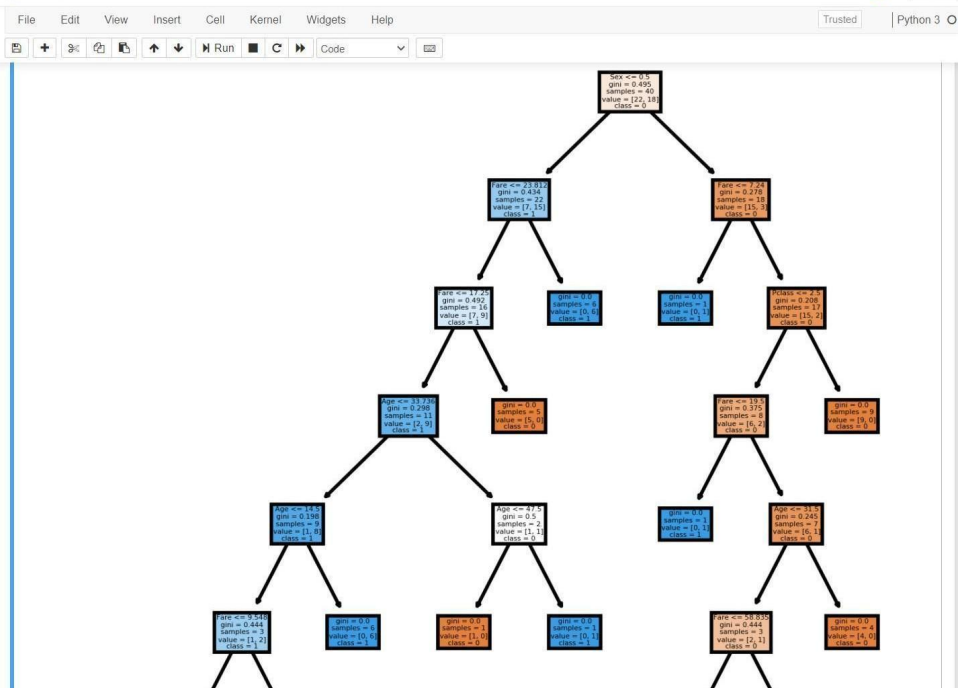 File Edit View Insert Cell Kernel Widgets Help Trusted Python 3
Run Code
Sex <= 0.5
gini = 0.495
samples = 40
value = [22, 18]
class = 0
Fare <= 23.812
gini = 0.434
samples = 22
value = [7, 15]
class = 1
Fare <= 7.24
gini = 0.278
samples = 18
value = [15, 3]
class = 0
Fare <= 17.25
gini = 0.492
samples = 16
value = [7, 9]
class = 1
gini = 0.0
samples = 6
value = [0, 6]
class = 1
gini = 0.0
samples = 1
value = [0, 1]
class = 1
Pclass <= 2.5
gini = 0.208
samples = 17
value = [15, 2]
class = 0
Age <= 33.736
gini = 0.298
samples = 11
value = [2, 9]
class = 1
gini = 0.0
samples = 5
value = [5, 0]
class = 0
Fare <= 19.5
gini = 0.375
samples = 8
value = [6, 2]
class = 0
gini = 0.0
samples = 9
value = [9, 0]
class = 0
Age <= 14.5
gini = 0.198
samples = 9
value = [1, 8]
class = 1
Age <= 47.5
gini = 0.5
samples = 2
value = [1, 1]
class = 0
gini = 0.0
samples = 1
value = [0, 1]
class = 1
Age <= 31.5
gini = 0.245
samples = 7
value = [6, 1]
class = 0
Fare <= 9.548
gini = 0.444
samples = 3
value = [1, 2]
class = 1
gini = 0.0
samples = 6
value = [0, 6]
class = 1
gini = 0.0
samples = 1
value = [1, 0]
class = 0
gini = 0.0
samples = 1
value = [0, 1]
class = 1
Fare <= 58.835
gini = 0.444
samples = 3
value = [2, 1]
class = 0
gini = 0.0
samples = 4
value = [4, 0]
class = 0